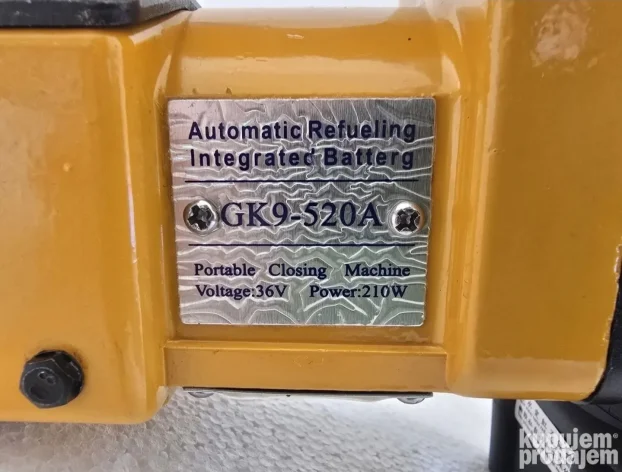 Automatic Refueling
Integrated Batterg
GK9-520A
Portable Closing Machine
Voltage:36V Power:210W
kupujem®
prodajem